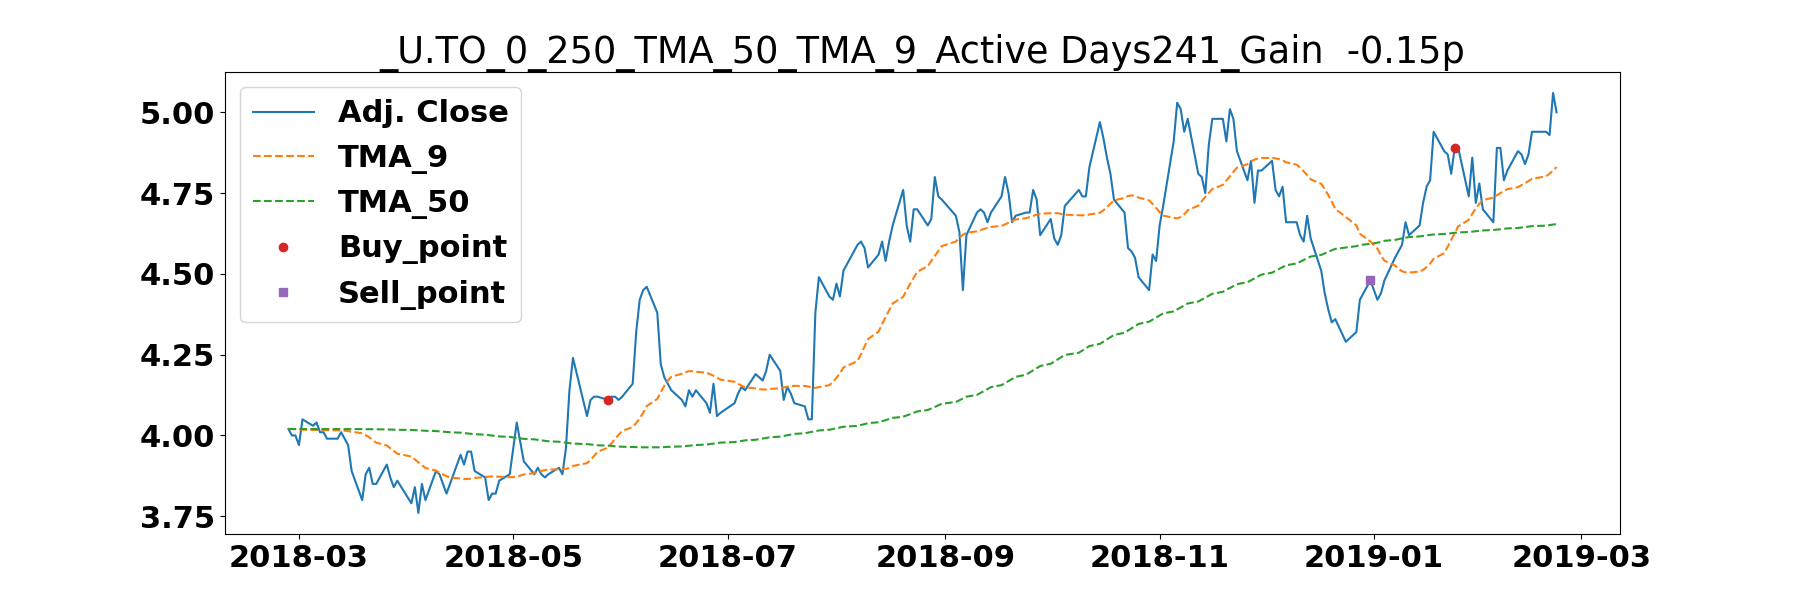 _U.TO_0_250_TMA_50_TMA_9_Active Days241_Gain  -0.15p
5.00
4.75
4.50
4.25
4.00
3.75
Adj. Close
TMA_9
TMA_50
Buy_point
Sell_point
2018-03 2018-05 2018-07 2018-09 2018-11 2019-01 2019-03